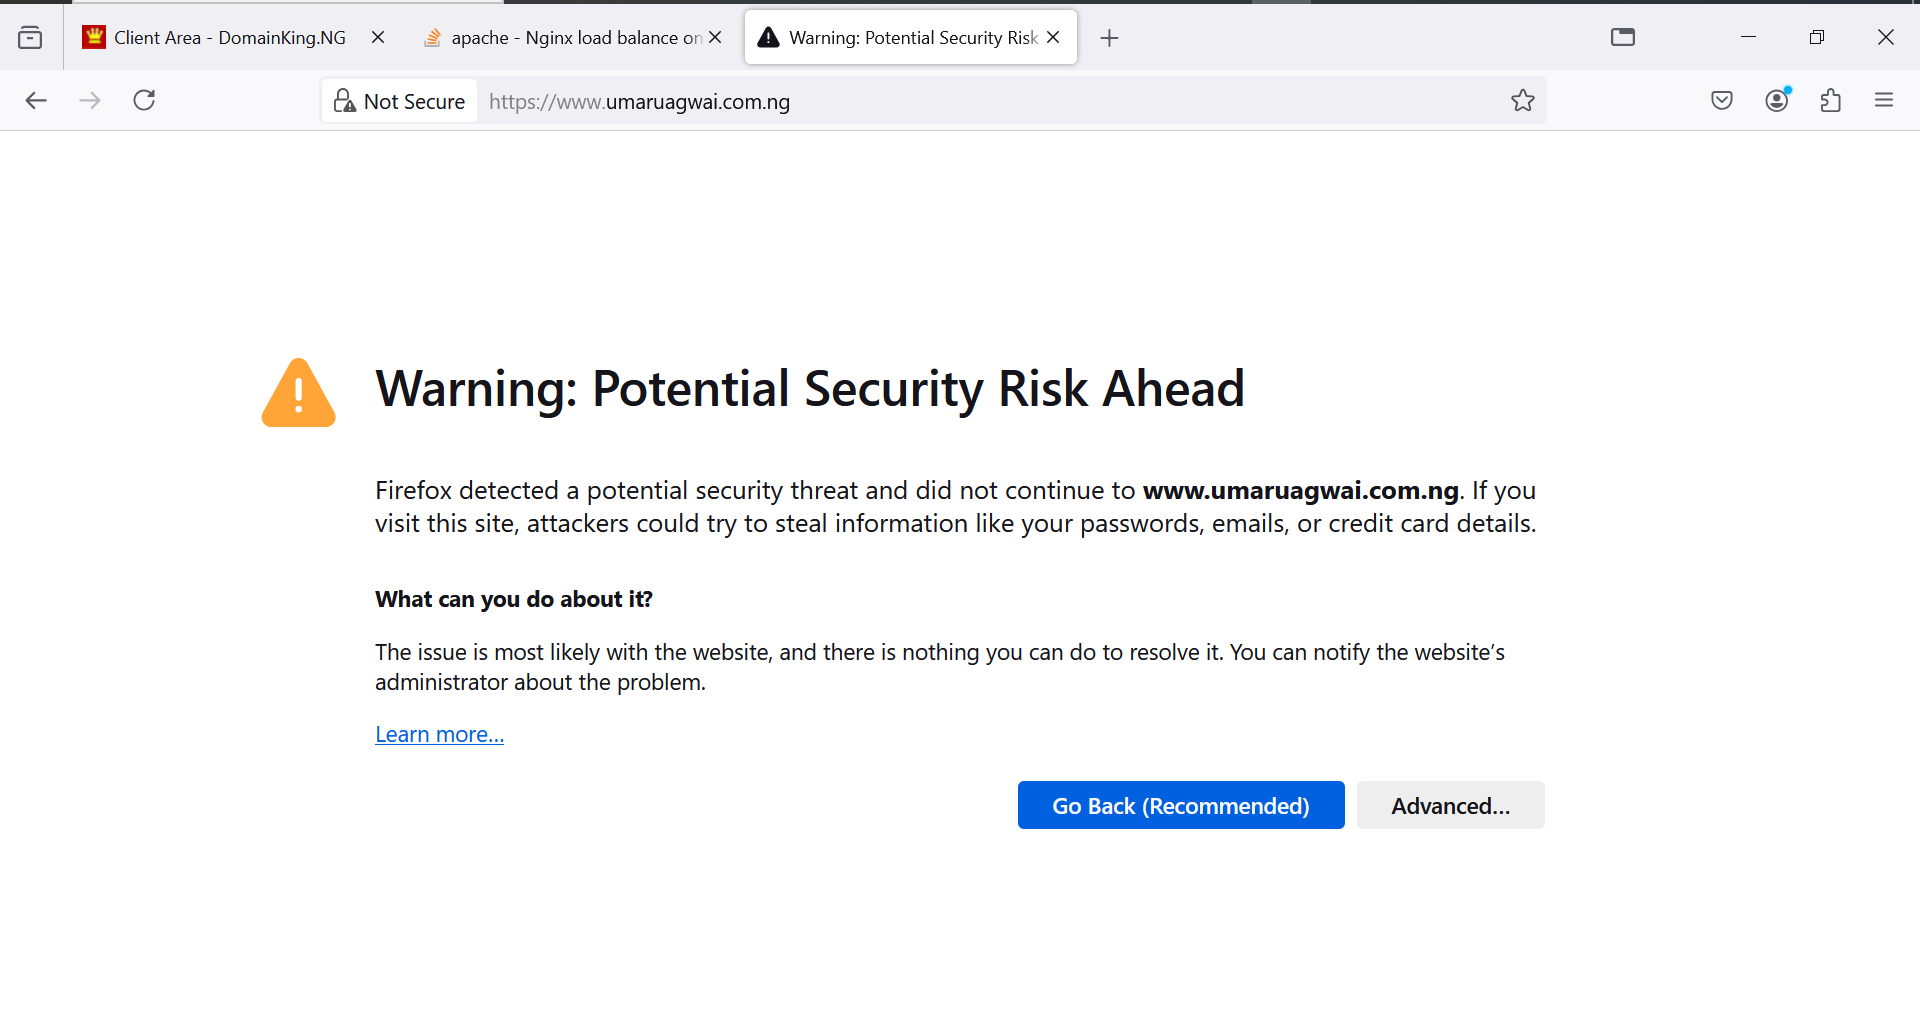 Client Area - DomainKing.NG
apache - Nginx load balance on
Warning: Potential Security Risk
Not Secure
https://www.umaruagwai.com.ng
Warning: Potential Security Risk Ahead
Firefox detected a potential security threat and did not continue to www.umaruagwai.com.ng. If you
visit this site, attackers could try to steal information like your passwords, emails, or credit card details.
What can you do about it?
The issue is most likely with the website, and there is nothing you can do to resolve it. You can notify the website’s
administrator about the problem.
Learn more…
Go Back (Recommended)
Advanced…